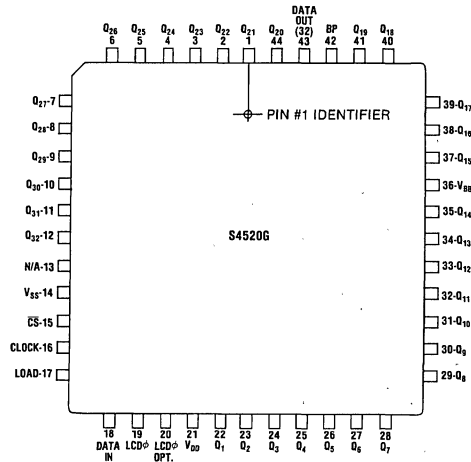 Q26 Q25 Q24 Q23 Q22 Q21 Q20 DATA OUT (32) BP Q19 Q18
6 5 4 3 2 1 44 43 42 41 40
PIN #1 IDENTIFIER
Q27-7
Q28-8
Q29-9
Q30-10
Q31-11
Q32-12
N/A-13
VSS-14
C̅S̅-15
CLOCK-16
LOAD-17
S4520G
39-Q17
38-Q16
37-Q15
36-VBB
35-Q14
34-Q13
33-Q12
32-Q11
31-Q10
30-Q9
29-Q8
18 19 20 21 22 23 24 25 26 27 28
DATA IN LCDϕ LCDϕ OPT. VDD Q1 Q2 Q3 Q4 Q5 Q6 Q7